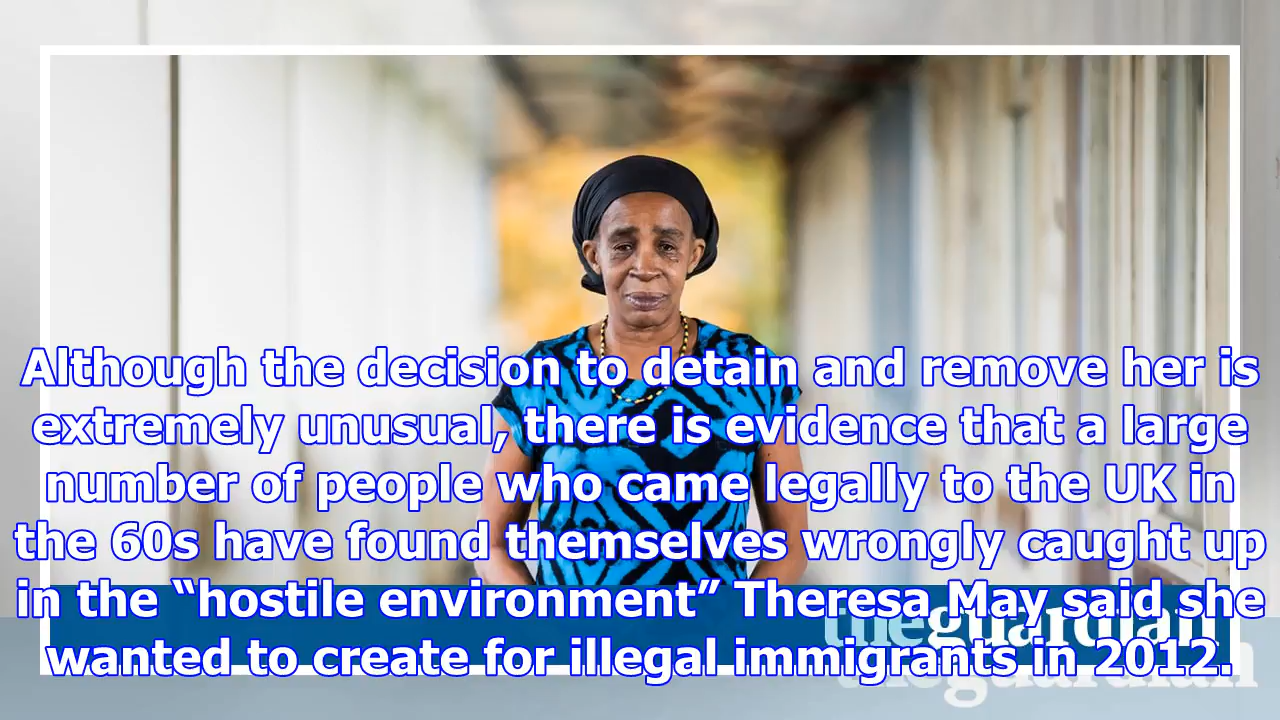 Although the decision to detain and remove her is
extremely unusual, there is evidence that a large
number of people who came legally to the UK in
the 60s have found themselves wrongly caught up
in the “hostile environment” Theresa May said she
wanted to create for illegal immigrants in 2012.
theguardian
theguardian